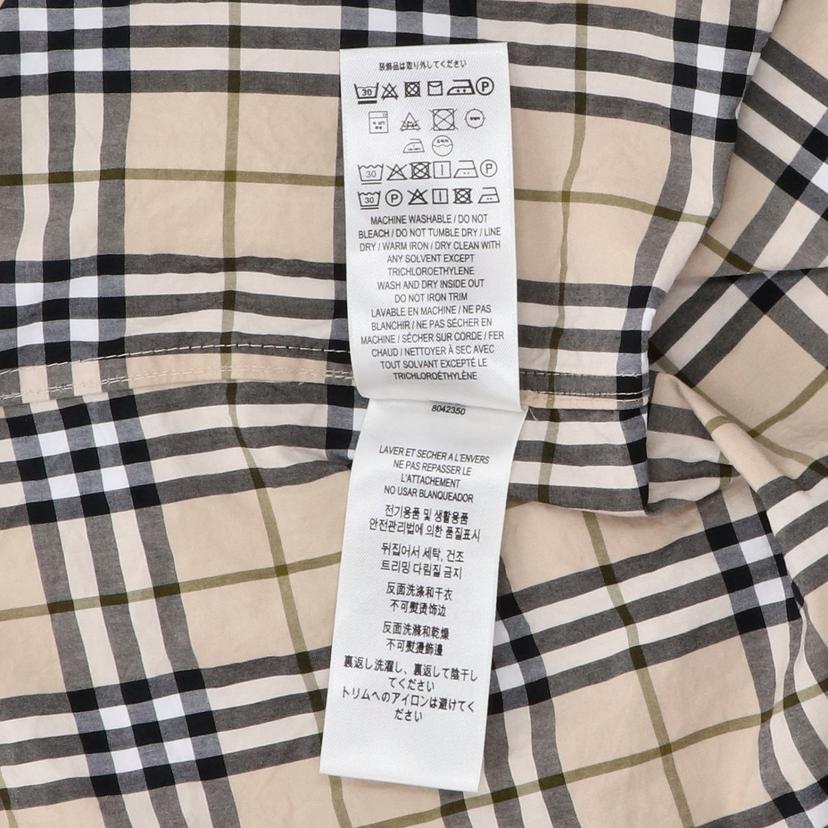 装飾品は取り外してください
30 P
30 P
30 P
MACHINE WASHABLE / DO NOT
BLEACH / DO NOT TUMBLE DRY / LINE
DRY / WARM IRON / DRY CLEAN WITH
ANY SOLVENT EXCEPT
TRICHLOROETHYLENE
WASH AND DRY INSIDE OUT
DO NOT IRON TRIM
LAVABLE EN MACHINE / NE PAS
BLANCHIR / NE PAS SÉCHER EN
MACHINE / SÉCHER SUR CORDE / FER
CHAUD / NETTOYER À SEC AVEC
TOUT SOLVANT EXCEPTÉ LE
TRICHLOROÉTHYLÈNE
8042350
LAVER ET SECHER A L'ENVERS
NE PAS REPASSER LE
L'ATTACHEMENT
NO USAR BLANQUEADOR
전기용품 및 생활용품
안전관리법에 의한 품질표시
뒤집어서 세탁, 건조
트리밍 다림질 금지
反面洗涤和干衣
不可熨烫饰边
反面洗滌和乾燥
不可熨燙飾邊
裏返し洗濯し、裏返して陰干し
てください
トリムへのアイロンは避けてく
ださい